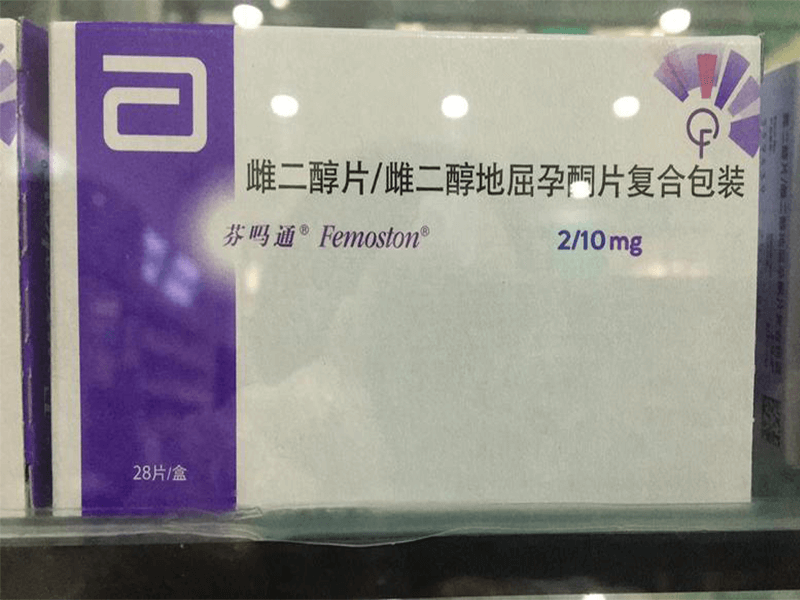 雌二醇片/雌二醇地屈孕酮片复合包装
芬吗通® Femoston®
2/10 mg
28片/盒